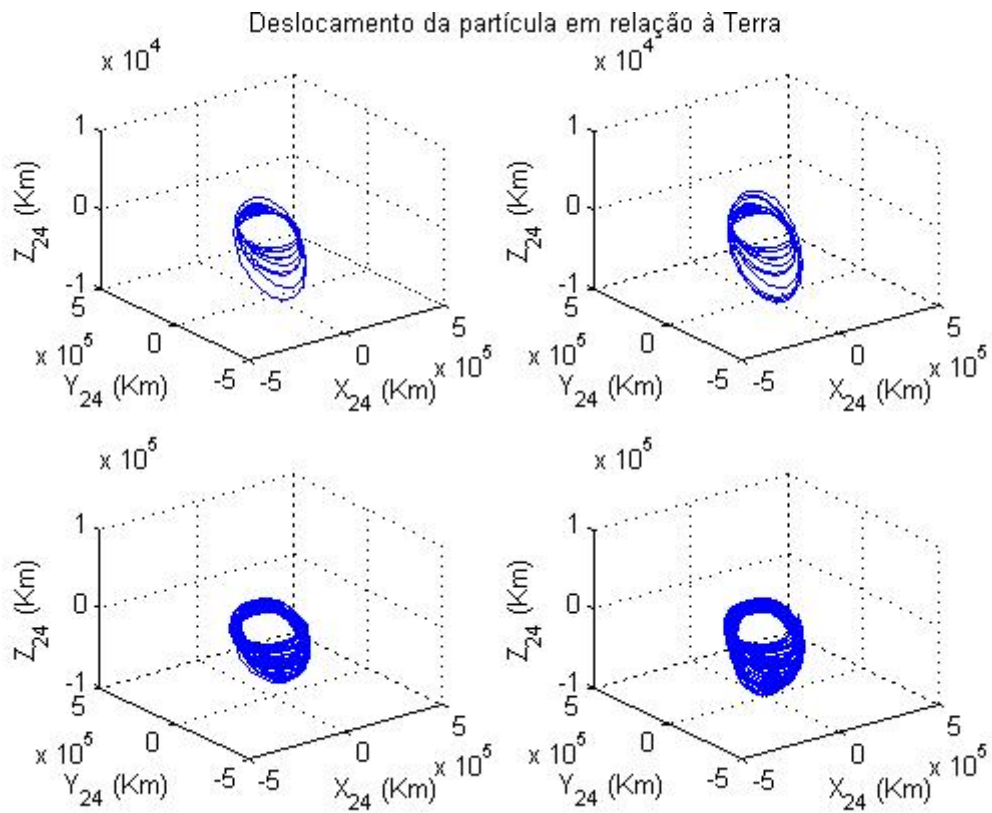 Deslocamento da partícula em relação à Terra
x 10^4
1
0
-1
Z_24 (Km)
5
0
-5
x 10^5
Y_24 (Km)
-5
0
5
x 10^5
X_24 (Km)
x 10^4
1
0
-1
Z_24 (Km)
5
0
-5
x 10^5
Y_24 (Km)
-5
0
5
x 10^5
X_24 (Km)
x 10^5
1
0
-1
Z_24 (Km)
5
0
-5
x 10^5
Y_24 (Km)
-5
0
5
x 10^5
X_24 (Km)
x 10^5
1
0
-1
Z_24 (Km)
5
0
-5
x 10^5
Y_24 (Km)
-5
0
5
x 10^5
X_24 (Km)